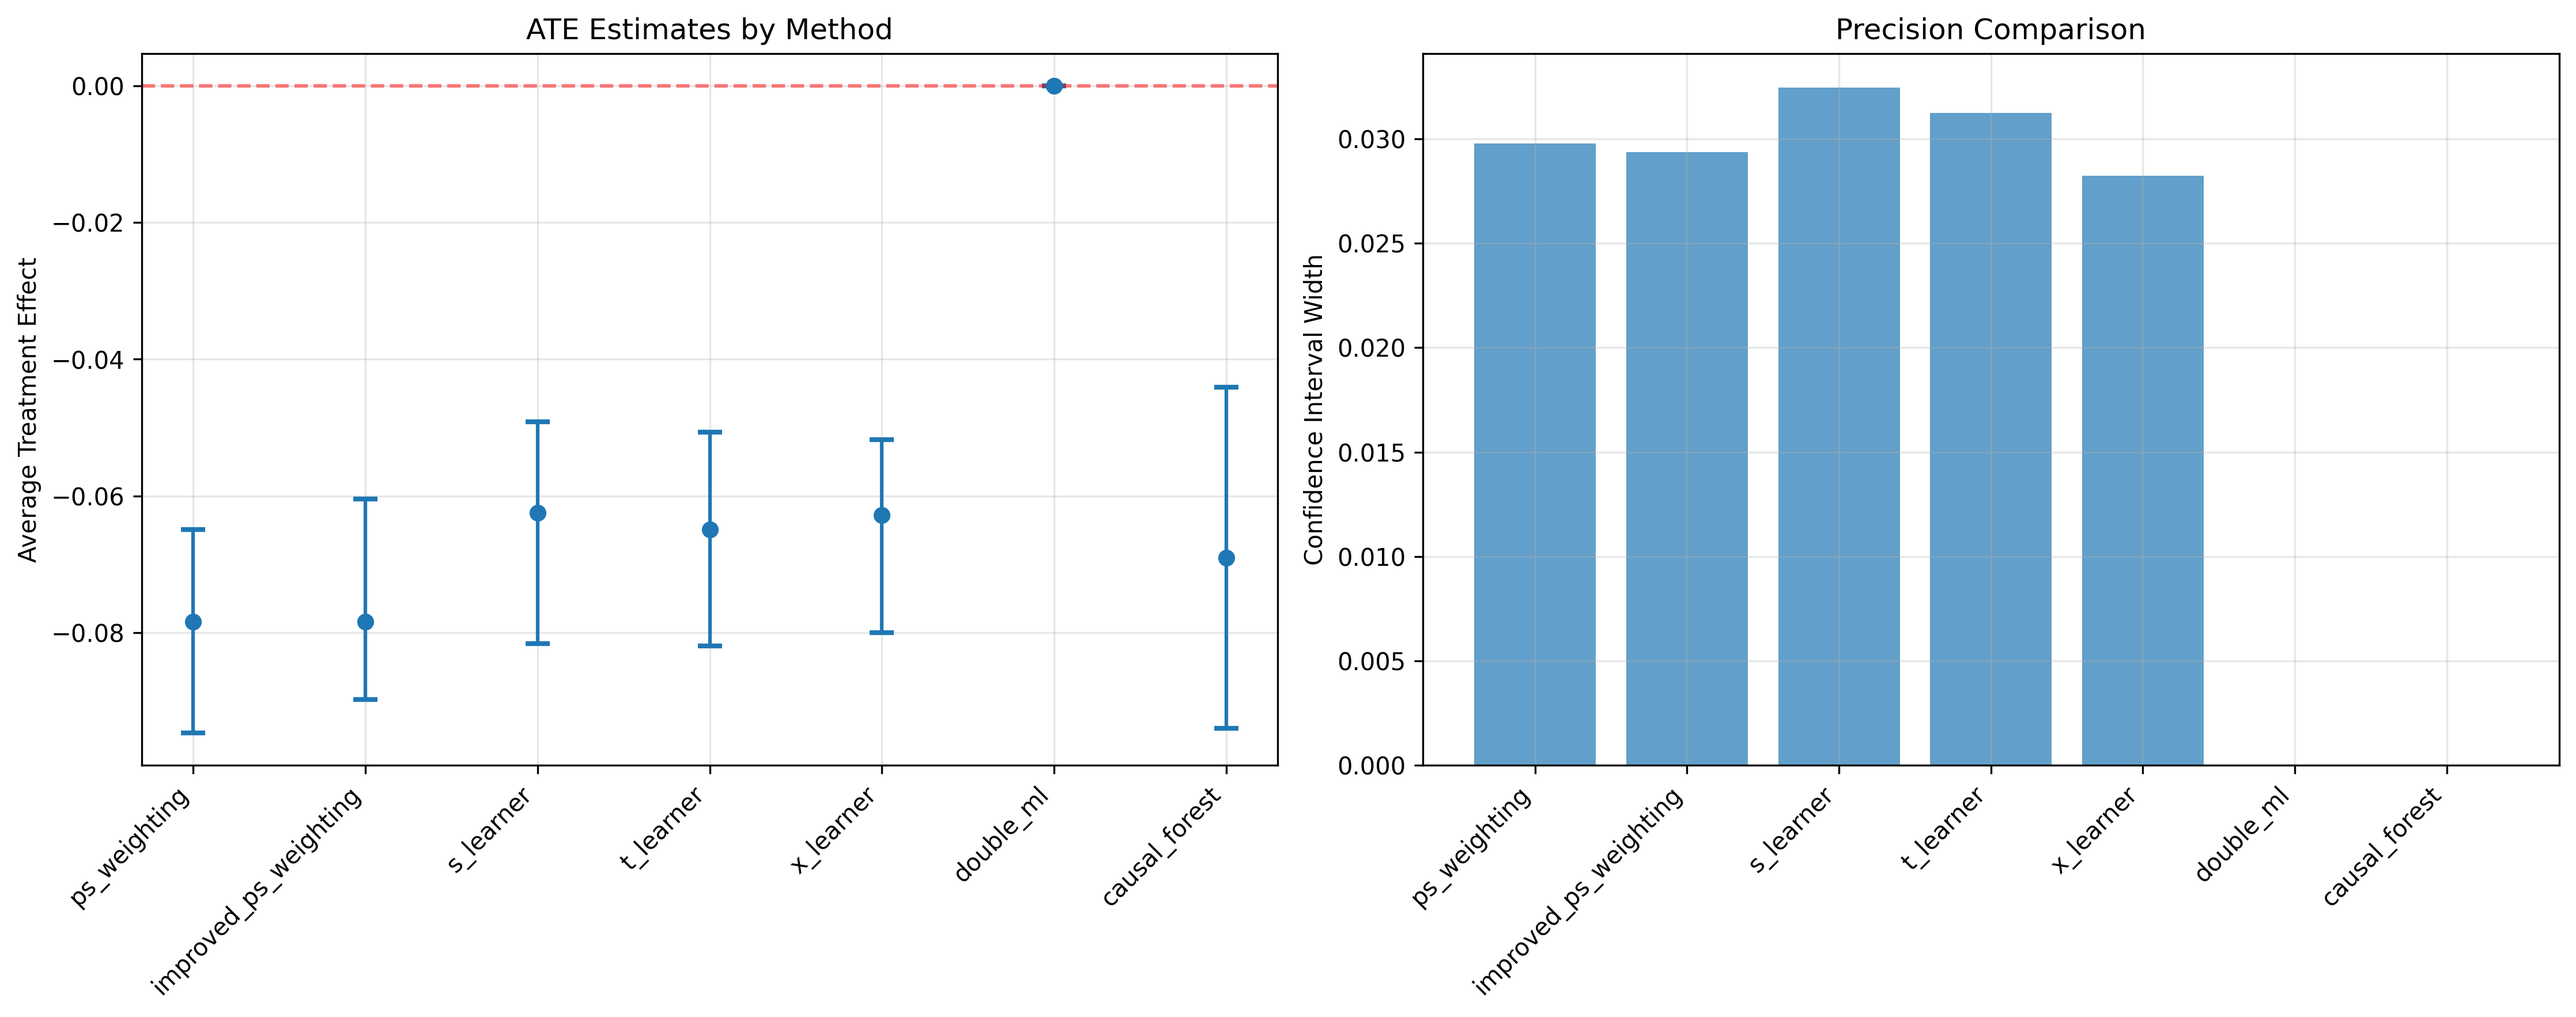 ATE Estimates by Method
Average Treatment Effect
0.00
−0.02
−0.04
−0.06
−0.08
ps_weighting
improved_ps_weighting
s_learner
t_learner
x_learner
double_ml
causal_forest
Precision Comparison
Confidence Interval Width
0.030
0.025
0.020
0.015
0.010
0.005
0.000
ps_weighting
improved_ps_weighting
s_learner
t_learner
x_learner
double_ml
causal_forest